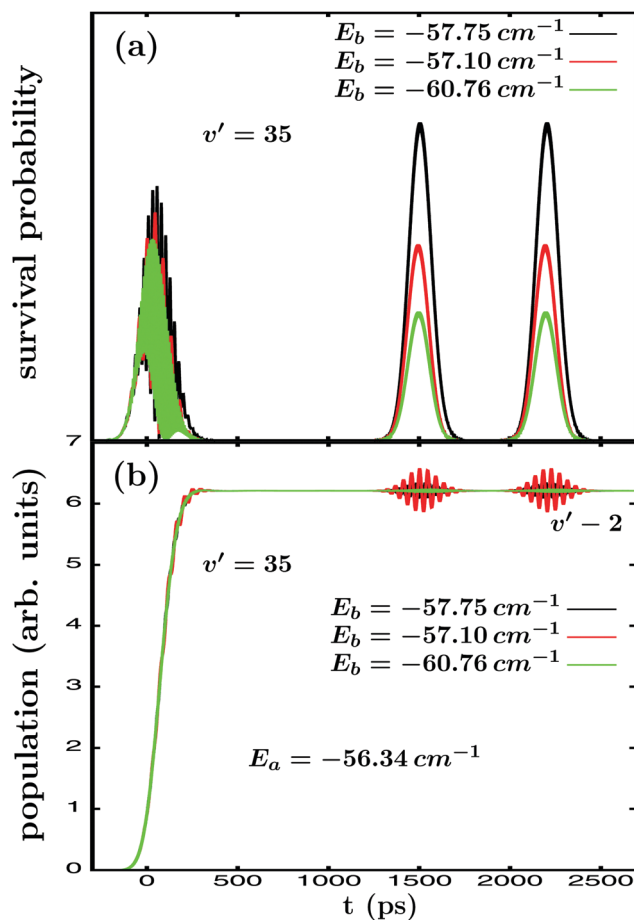 (a)
E_b = −57.75 cm⁻¹
E_b = −57.10 cm⁻¹
E_b = −60.76 cm⁻¹
v′ = 35
survival probability
7
(b)
6
v′ − 2
5
v′ = 35
E_b = −57.75 cm⁻¹
4
E_b = −57.10 cm⁻¹
E_b = −60.76 cm⁻¹
3
2
E_a = −56.34 cm⁻¹
1
0
population (arb. units)
0 500 1000 1500 2000 2500
t (ps)